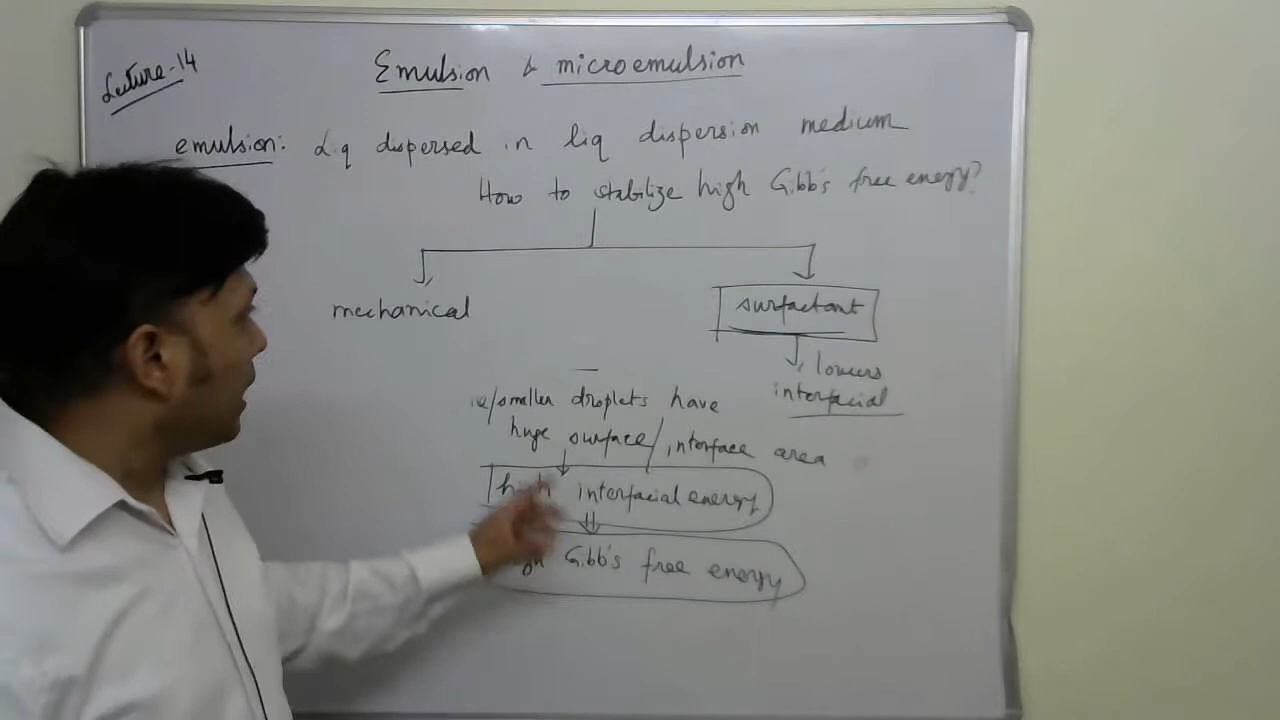 Lecture-14
Emulsion & microemulsion
emulsion: Liq dispersed in liq dispersion medium
How to stabilize high Gibb's free energy?
mechanical
surfactant
lowers
interfacial
smaller droplets have
huge surface/interface area
high interfacial energy
Gibb's free energy